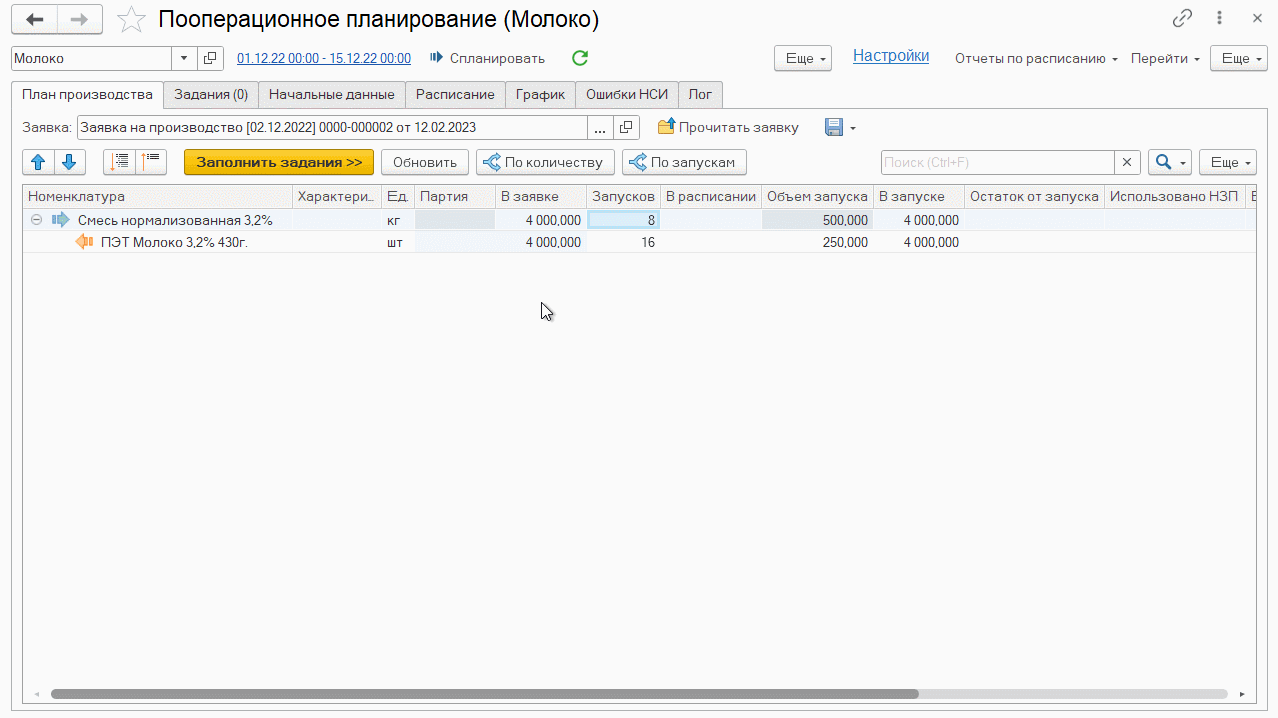 Пооперационное планирование (Молоко)
Молоко 01.12.22 00:00 - 15.12.22 00:00 Спланировать Еще Настройки Отчеты по расписанию Перейти Еще
План производства Задания (0) Начальные данные Расписание График Ошибки НСИ Лог
Заявка: Заявка на производство [02.12.2022] 0000-000002 от 12.02.2023 ... Прочитать заявку
Заполнить задания >> Обновить По количеству По запускам Поиск (Ctrl+F) × Еще
Номенклатура Характери... Ед. Партия В заявке Запусков В расписании Объем запуска В запуске Остаток от запуска Использовано НЗП
Смесь нормализованная 3,2% кг 4 000,000 8 500,000 4 000,000
ПЭТ Молоко 3,2% 430г. шт 4 000,000 16 250,000 4 000,000